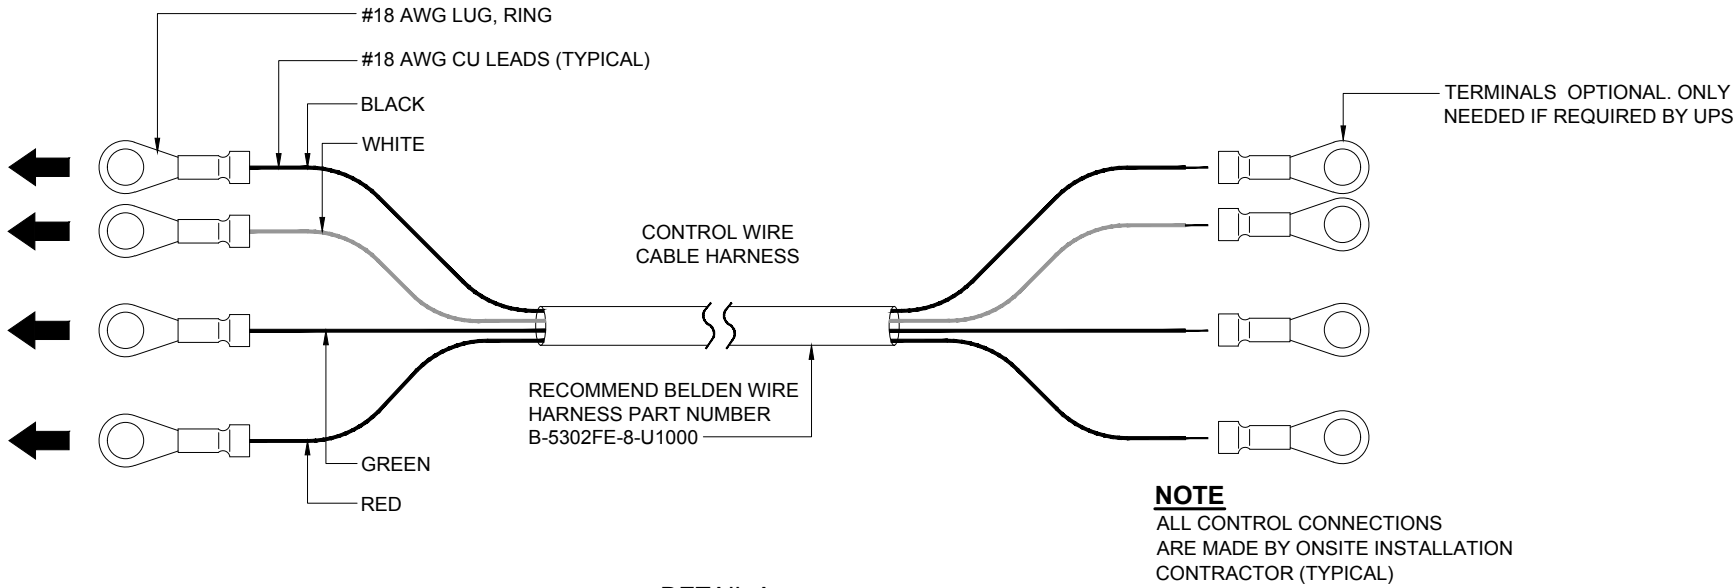 #18 AWG LUG, RING
#18 AWG CU LEADS (TYPICAL)
BLACK
WHITE
TERMINALS OPTIONAL. ONLY
NEEDED IF REQUIRED BY UPS
CONTROL WIRE
CABLE HARNESS
RECOMMEND BELDEN WIRE
HARNESS PART NUMBER
B-5302FE-8-U1000
GREEN
RED
NOTE
ALL CONTROL CONNECTIONS
ARE MADE BY ONSITE INSTALLATION
CONTRACTOR (TYPICAL)